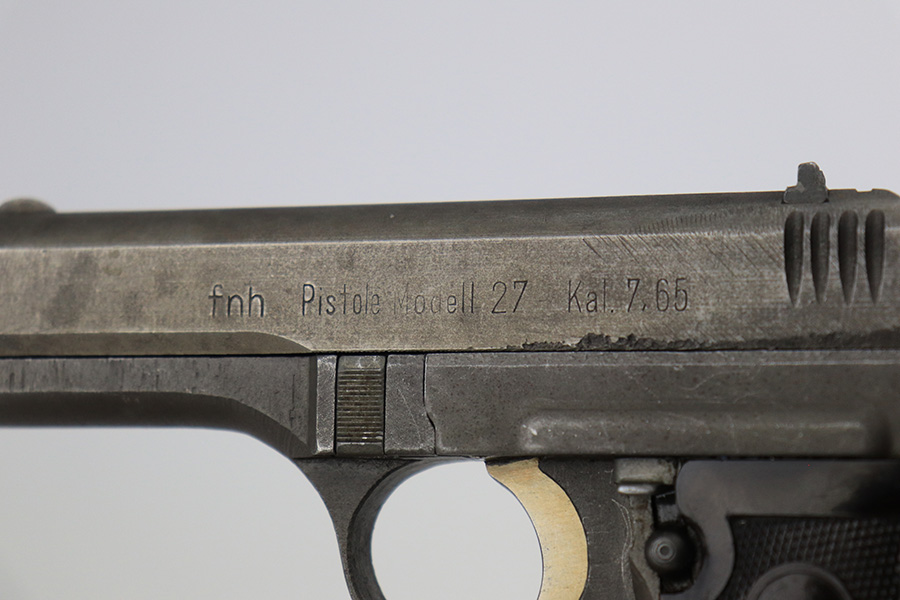 fnh Pistole Modell 27 Kal. 7,65